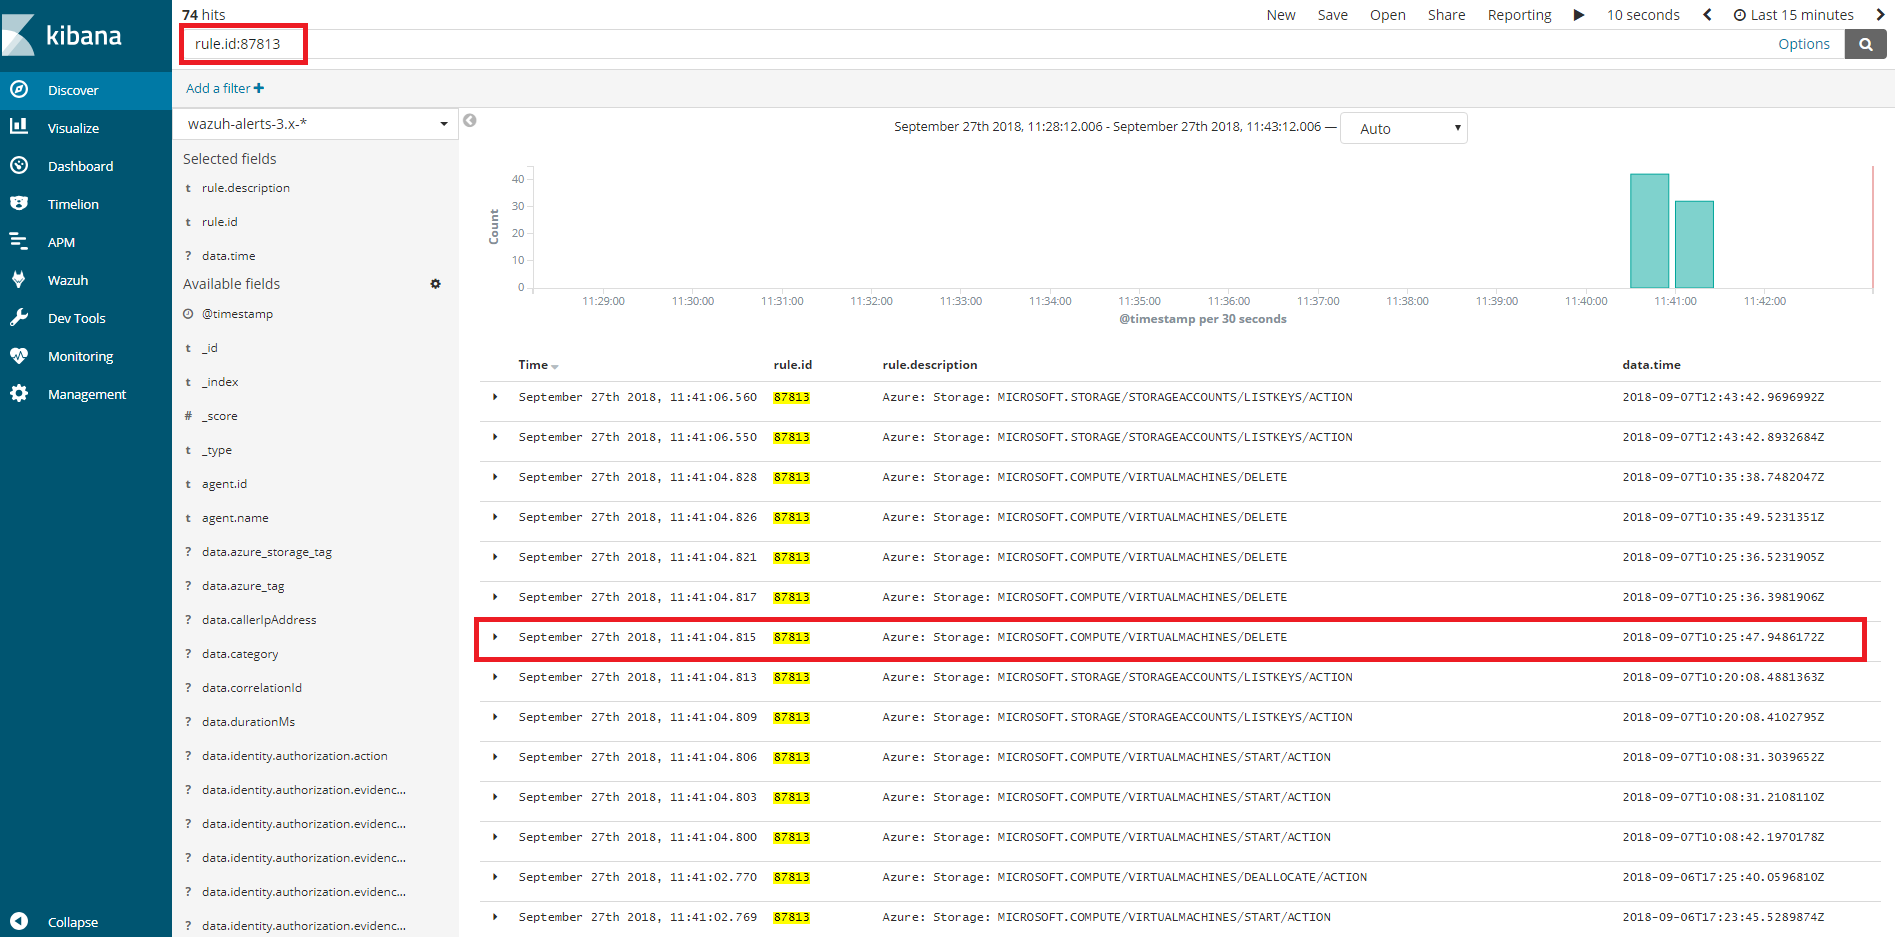 74 hits
New Save Open Share Reporting 10 seconds Last 15 minutes
kibana
rule.id:87813
Options
Discover
Visualize
Dashboard
Timelion
APM
Wazuh
Dev Tools
Monitoring
Management
Collapse
Add a filter
wazuh-alerts-3.x-*
Selected fields
t rule.description
t rule.id
? data.time
Available fields
@timestamp
t _id
t _index
# _score
t _type
t agent.id
t agent.name
? data.azure_storage_tag
? data.azure_tag
? data.callerIpAddress
? data.category
? data.correlationId
? data.durationMs
? data.identity.authorization.action
? data.identity.authorization.evidenc...
? data.identity.authorization.evidenc...
? data.identity.authorization.evidenc...
? data.identity.authorization.evidenc...
? data.identity.authorization.evidenc...
September 27th 2018, 11:28:12.006 - September 27th 2018, 11:43:12.006 — Auto
Count
40
30
20
10
0
11:29:00 11:30:00 11:31:00 11:32:00 11:33:00 11:34:00 11:35:00 11:36:00 11:37:00 11:38:00 11:39:00 11:40:00 11:41:00 11:42:00
@timestamp per 30 seconds
Time rule.id rule.description data.time
September 27th 2018, 11:41:06.560 87813 Azure: Storage: MICROSOFT.STORAGE/STORAGEACCOUNTS/LISTKEYS/ACTION 2018-09-07T12:43:42.9696992Z
September 27th 2018, 11:41:06.550 87813 Azure: Storage: MICROSOFT.STORAGE/STORAGEACCOUNTS/LISTKEYS/ACTION 2018-09-07T12:43:42.8932684Z
September 27th 2018, 11:41:04.828 87813 Azure: Storage: MICROSOFT.COMPUTE/VIRTUALMACHINES/DELETE 2018-09-07T10:35:38.7482047Z
September 27th 2018, 11:41:04.826 87813 Azure: Storage: MICROSOFT.COMPUTE/VIRTUALMACHINES/DELETE 2018-09-07T10:35:49.5231351Z
September 27th 2018, 11:41:04.821 87813 Azure: Storage: MICROSOFT.COMPUTE/VIRTUALMACHINES/DELETE 2018-09-07T10:25:36.5231905Z
September 27th 2018, 11:41:04.817 87813 Azure: Storage: MICROSOFT.COMPUTE/VIRTUALMACHINES/DELETE 2018-09-07T10:25:36.3981906Z
September 27th 2018, 11:41:04.815 87813 Azure: Storage: MICROSOFT.COMPUTE/VIRTUALMACHINES/DELETE 2018-09-07T10:25:47.9486172Z
September 27th 2018, 11:41:04.813 87813 Azure: Storage: MICROSOFT.STORAGE/STORAGEACCOUNTS/LISTKEYS/ACTION 2018-09-07T10:20:08.4881363Z
September 27th 2018, 11:41:04.809 87813 Azure: Storage: MICROSOFT.STORAGE/STORAGEACCOUNTS/LISTKEYS/ACTION 2018-09-07T10:20:08.4102795Z
September 27th 2018, 11:41:04.806 87813 Azure: Storage: MICROSOFT.COMPUTE/VIRTUALMACHINES/START/ACTION 2018-09-07T10:08:31.3039652Z
September 27th 2018, 11:41:04.803 87813 Azure: Storage: MICROSOFT.COMPUTE/VIRTUALMACHINES/START/ACTION 2018-09-07T10:08:31.2108110Z
September 27th 2018, 11:41:04.800 87813 Azure: Storage: MICROSOFT.COMPUTE/VIRTUALMACHINES/START/ACTION 2018-09-07T10:08:42.1970178Z
September 27th 2018, 11:41:02.770 87813 Azure: Storage: MICROSOFT.COMPUTE/VIRTUALMACHINES/DEALLOCATE/ACTION 2018-09-06T17:25:40.0596810Z
September 27th 2018, 11:41:02.769 87813 Azure: Storage: MICROSOFT.COMPUTE/VIRTUALMACHINES/START/ACTION 2018-09-06T17:23:45.5289874Z